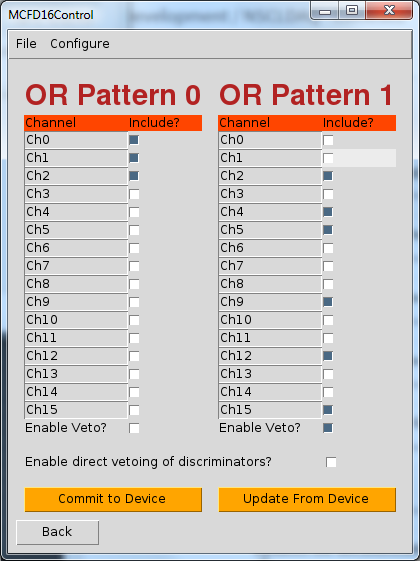 MCFD16Control
File Configure
OR Pattern 0 OR Pattern 1
Channel Include? Channel Include?
Ch0 Ch0
Ch1 Ch1
Ch2 Ch2
Ch3 Ch3
Ch4 Ch4
Ch5 Ch5
Ch6 Ch6
Ch7 Ch7
Ch8 Ch8
Ch9 Ch9
Ch10 Ch10
Ch11 Ch11
Ch12 Ch12
Ch13 Ch13
Ch14 Ch14
Ch15 Ch15
Enable Veto? Enable Veto?
Enable direct vetoing of discriminators?
Commit to Device Update From Device
Back